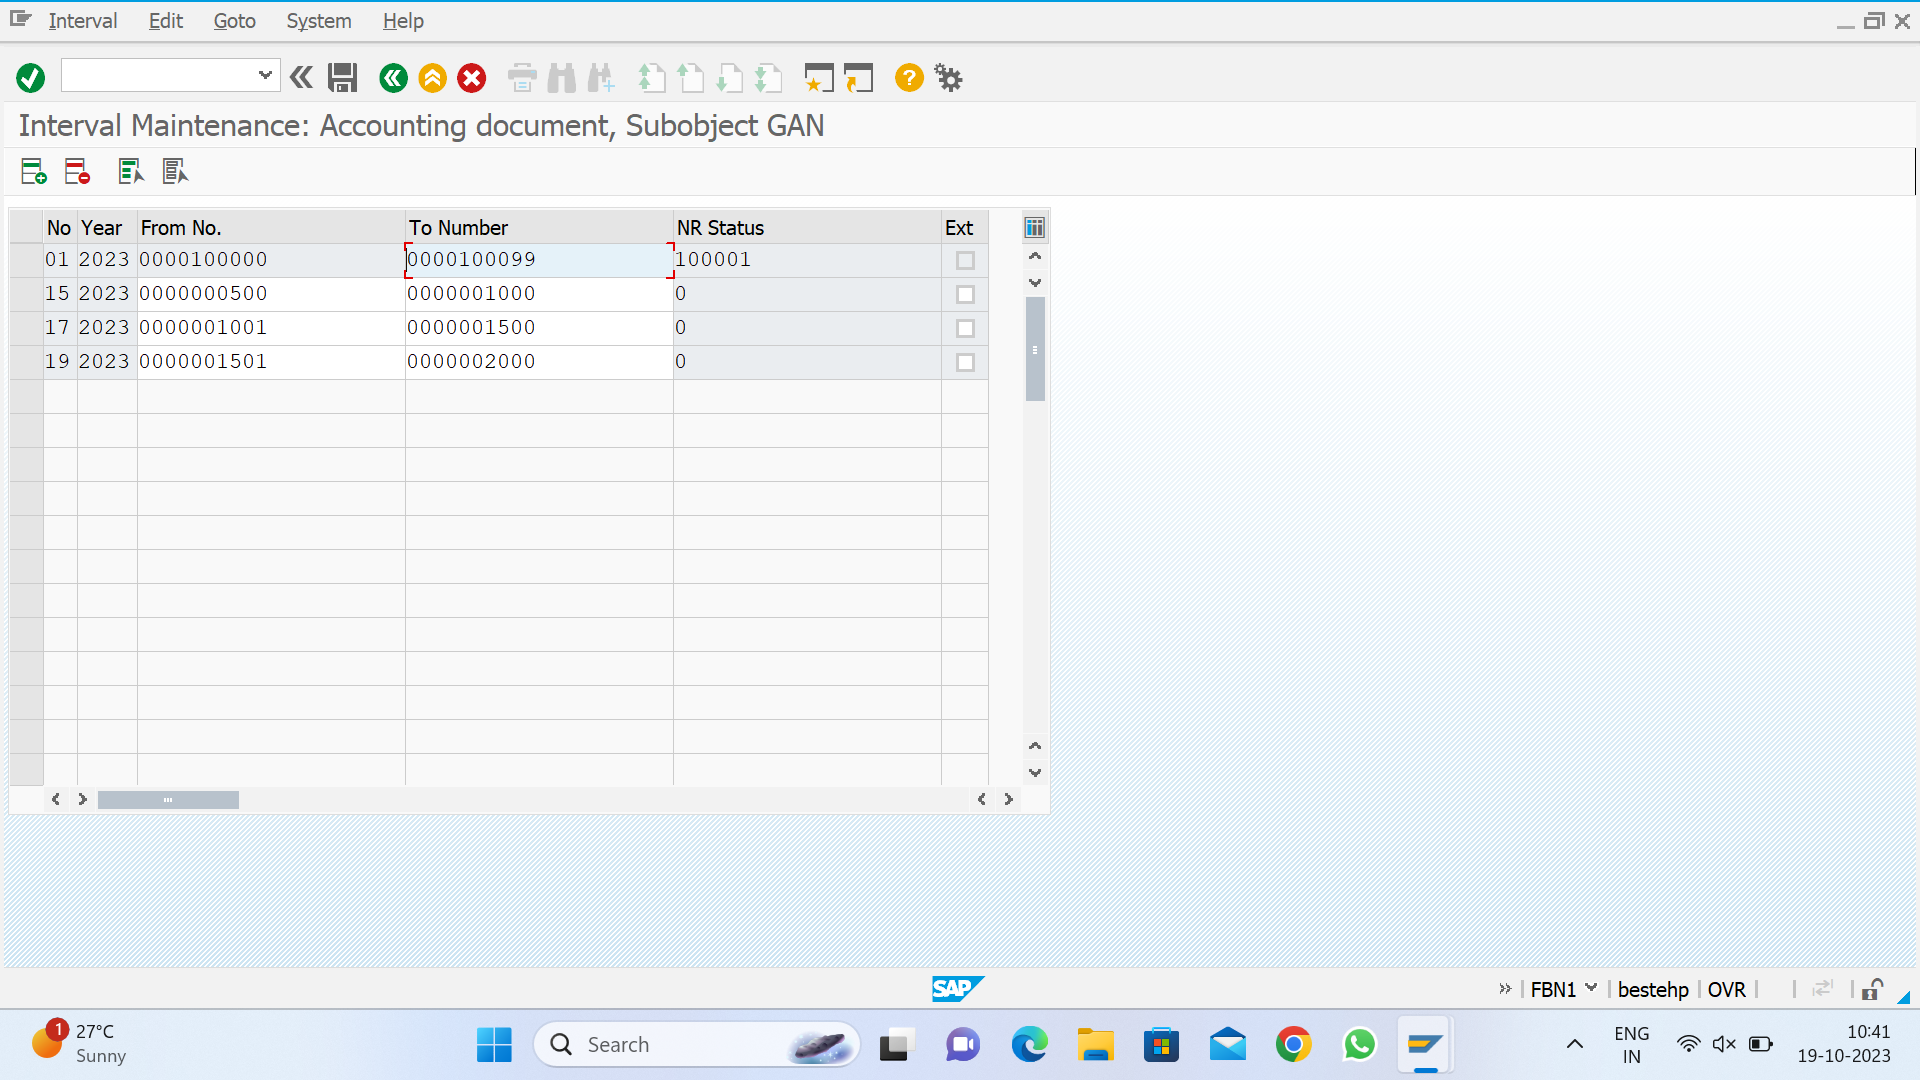 Interval Edit Goto System Help
Interval Maintenance: Accounting document, Subobject GAN
No Year From No. To Number NR Status Ext
01 2023 0000100000 0000100099 100001
15 2023 0000000500 0000001000 0
17 2023 0000001001 0000001500 0
19 2023 0000001501 0000002000 0
SAP
FBN1 bestehp OVR
1
27°C
Sunny
Search
ENG
IN
10:41
19-10-2023